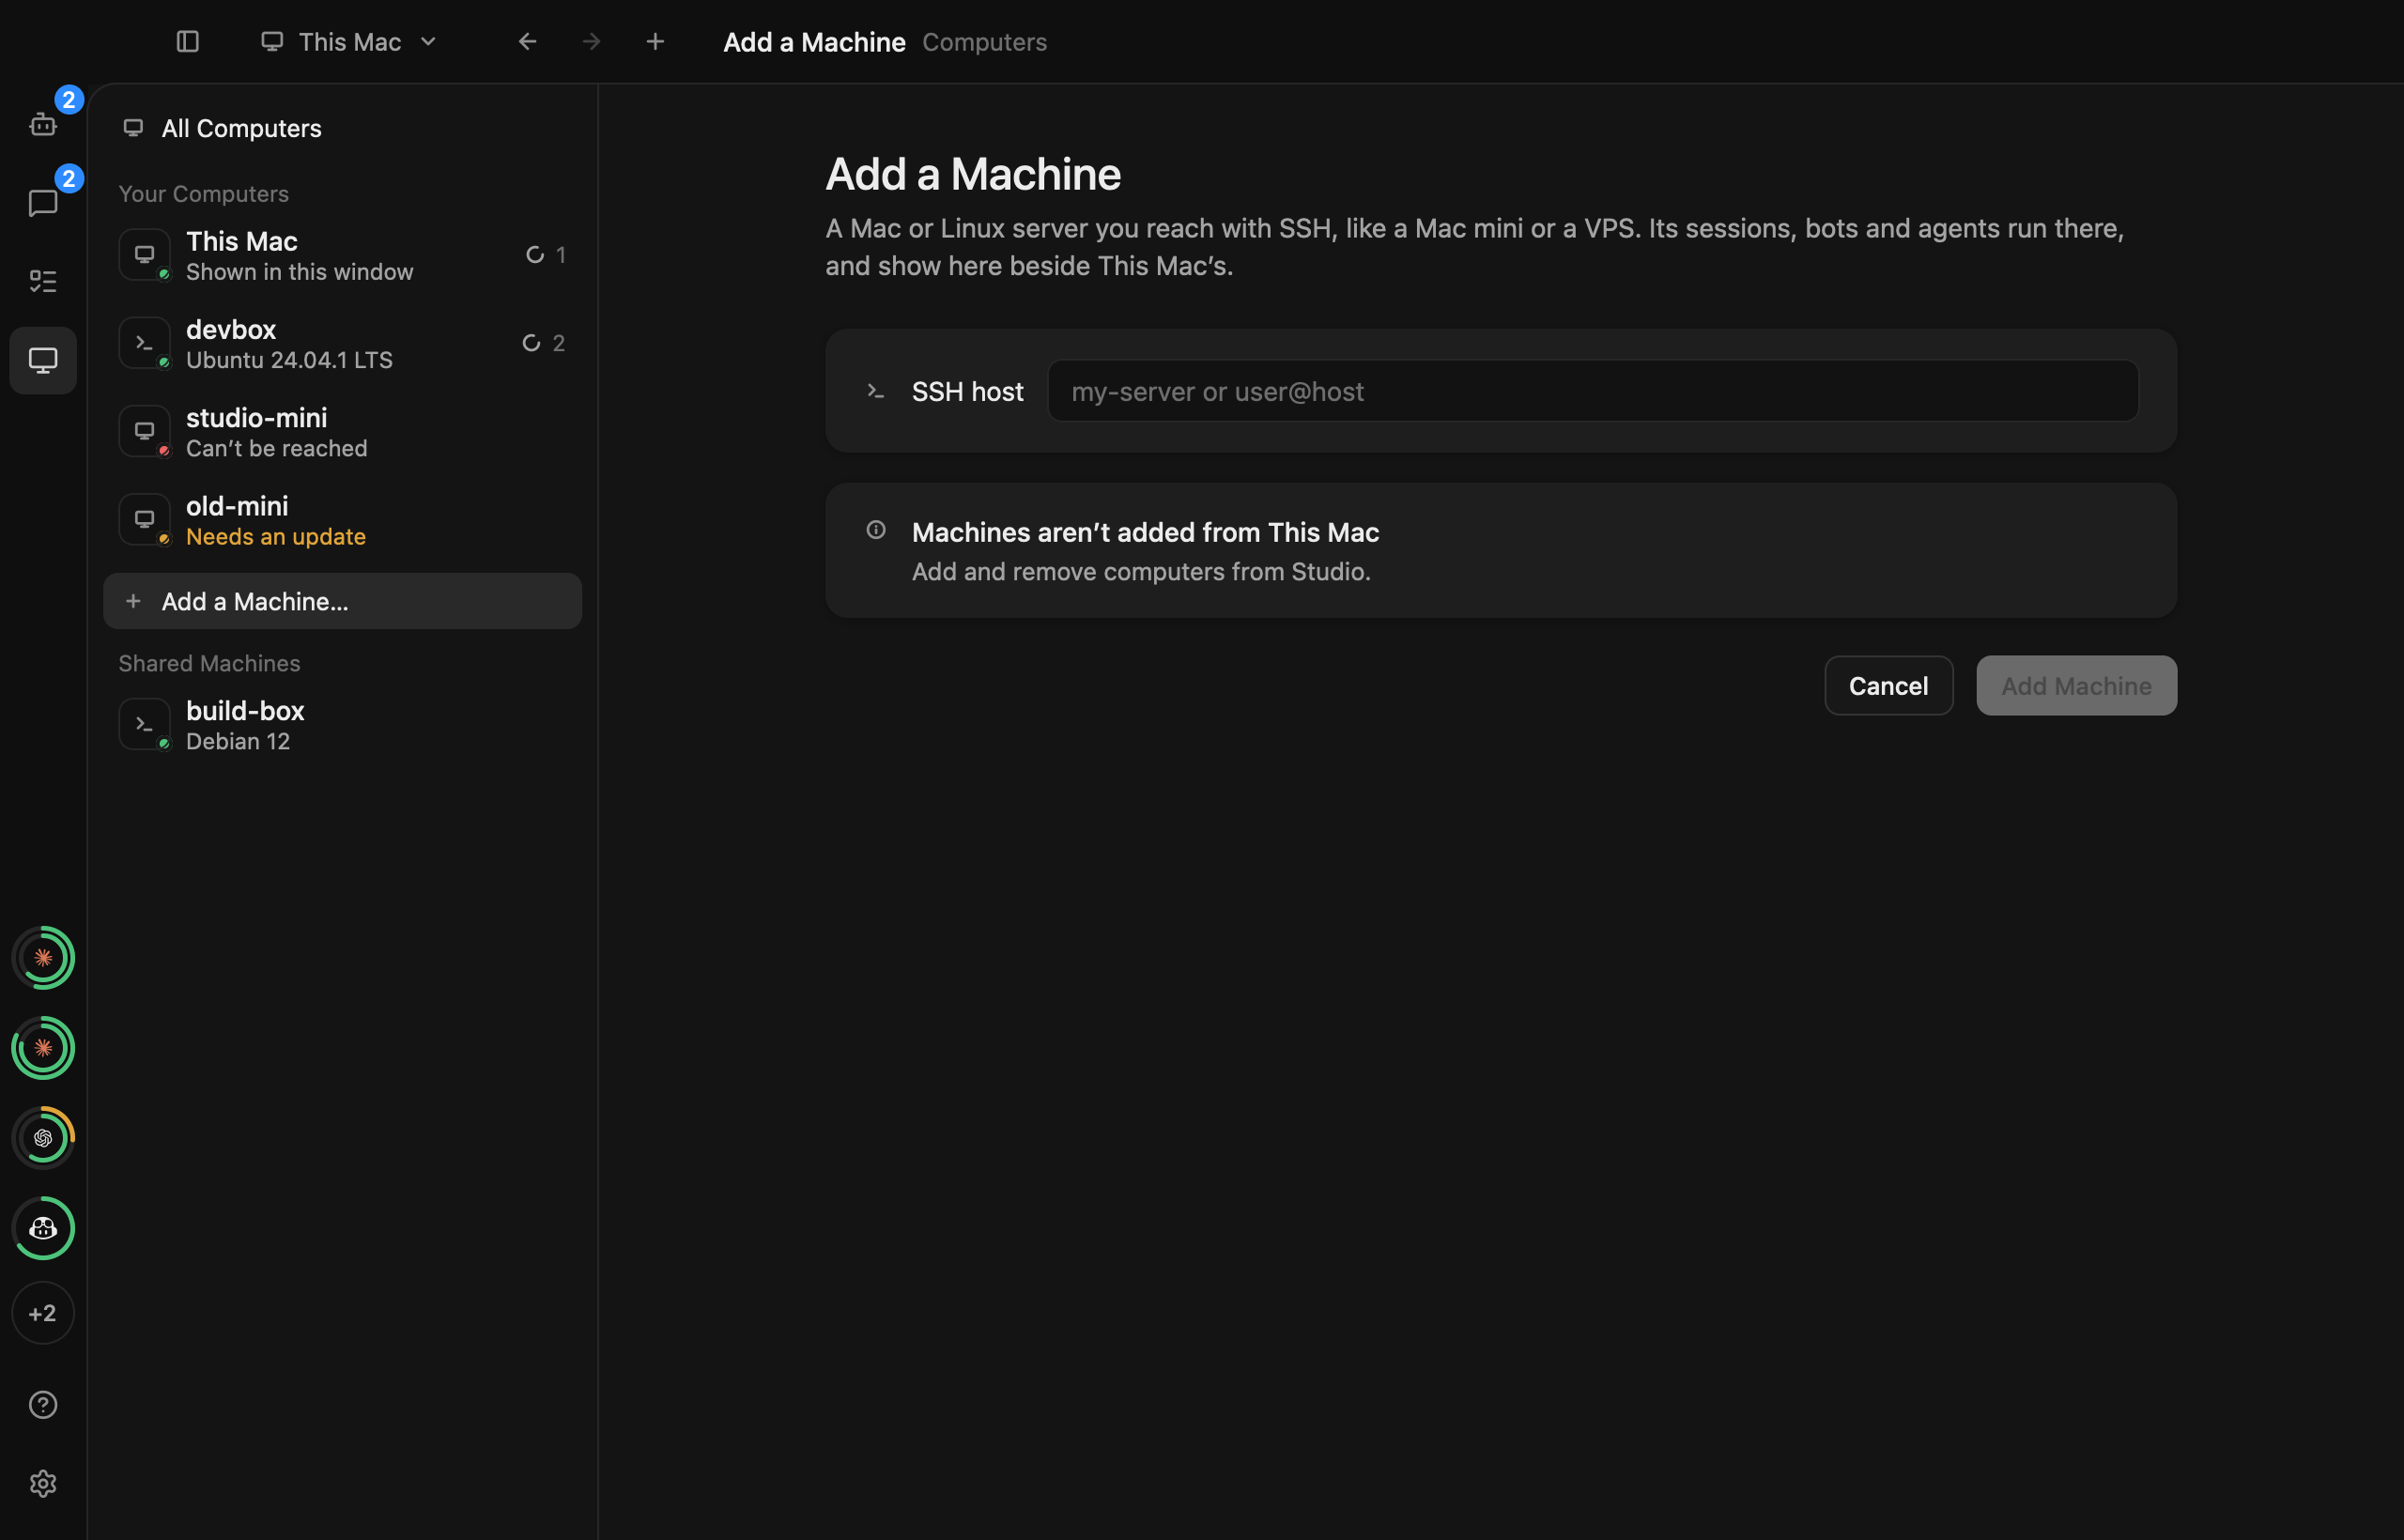 This Mac
Add a Machine Computers
2
2
All Computers
Your Computers
This Mac
Shown in this window
1
devbox
Ubuntu 24.04.1 LTS
2
studio-mini
Can’t be reached
old-mini
Needs an update
Add a Machine...
Shared Machines
build-box
Debian 12
+2
Add a Machine
A Mac or Linux server you reach with SSH, like a Mac mini or a VPS. Its sessions, bots and agents run there,
and show here beside This Mac’s.
SSH host
my-server or user@host
Machines aren’t added from This Mac
Add and remove computers from Studio.
Cancel
Add Machine